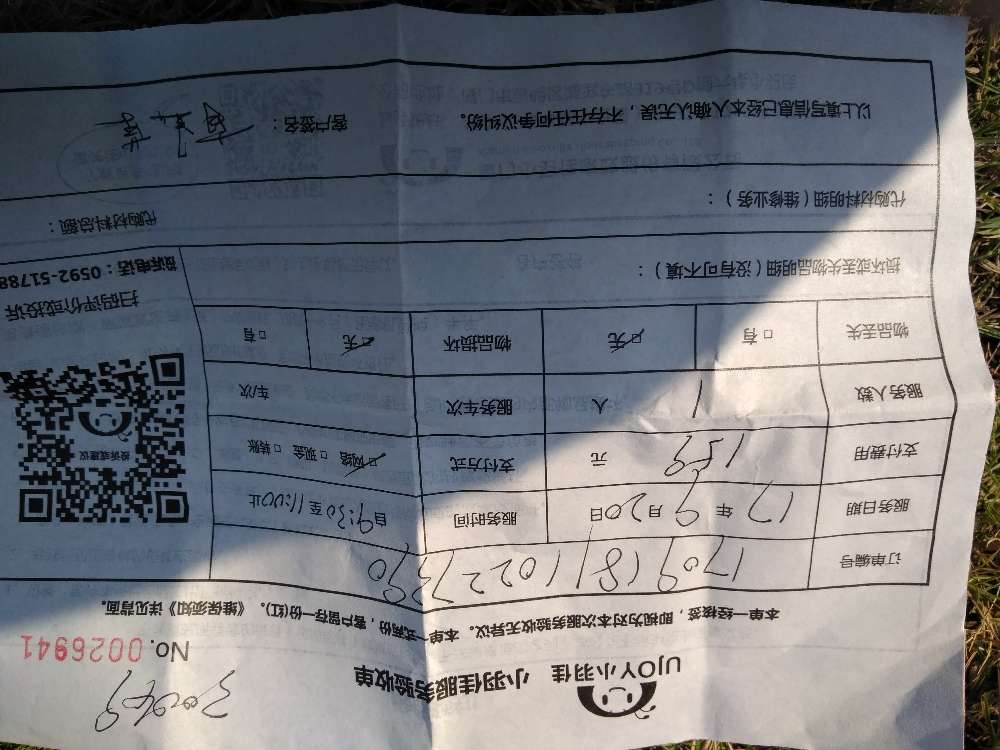 UJOY小羽佳 小羽佳服务验收单
No. 0026941
本单一经核签，即视为对本次服务验收无异议。本单一式两份，客户留存一份(红)。《维保须知》详见背面。
订单编号 1709181810227390
服务日期 17年9月20日 服务时间 自9:30至11:00止
支付费用 159元 支付方式 □网络 □现金 □转账
服务人数 1人 服务车次 车次
物品丢失 □有 □无 物品损坏 □无 □有
投诉或建议
扫码评价或投诉
投诉电话：0592-51788
损坏或丢失物品明细（没有可不填）：
代购材料明细（维修业务）： 代购材料总额：
以上填写信息已经本人确认无误，不存在任何争议纠纷。 客户签名：